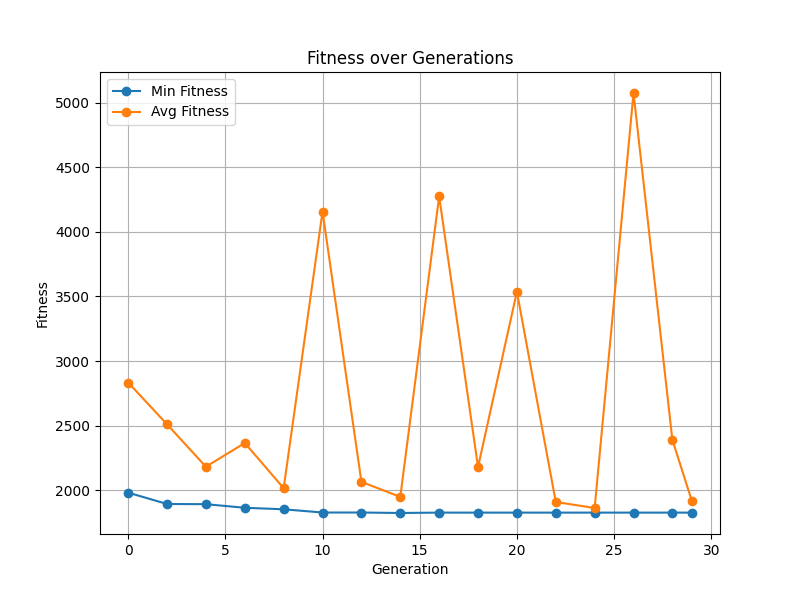 Fitness over Generations
Min Fitness
Avg Fitness
5000
4500
4000
3500
3000
2500
2000
Fitness
0 5 10 15 20 25 30
Generation